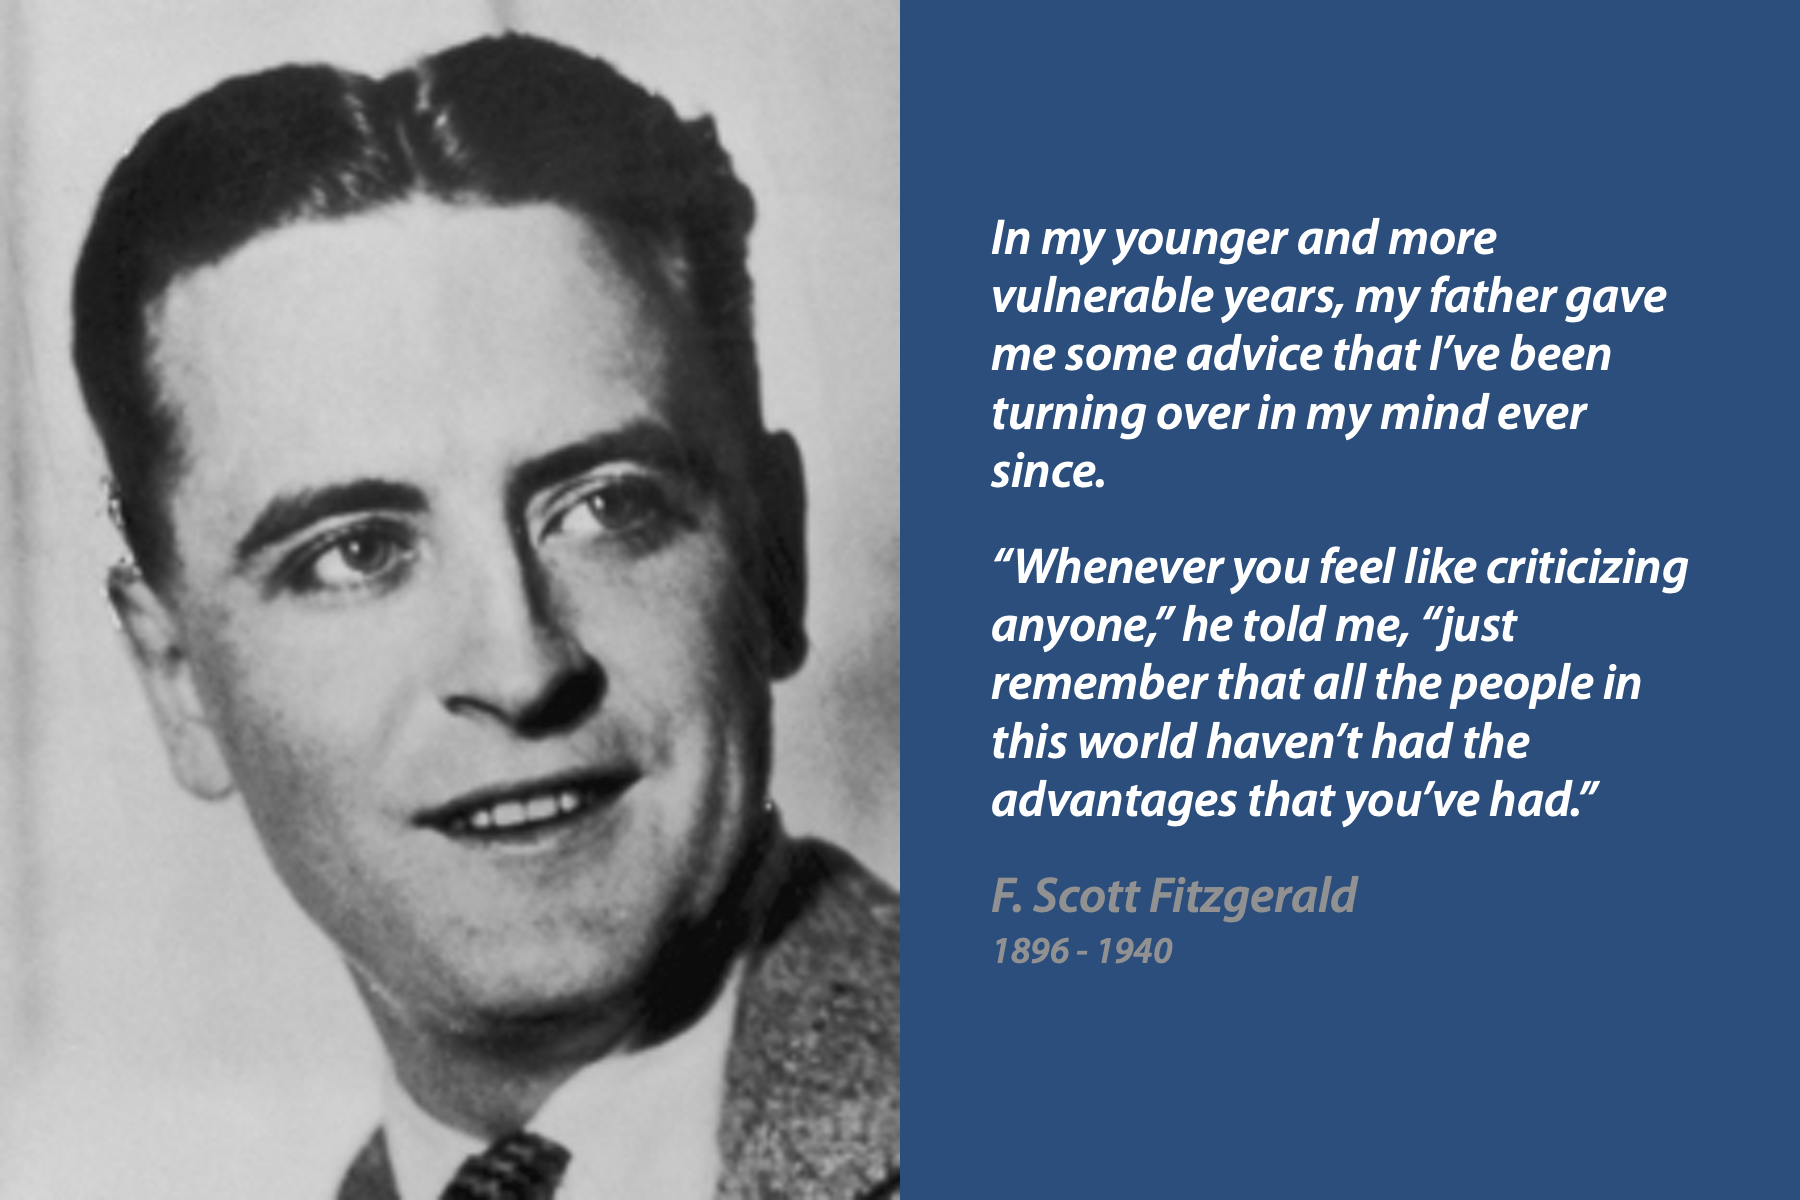 In my younger and more
vulnerable years, my father gave
me some advice that I’ve been
turning over in my mind ever
since.
“Whenever you feel like criticizing
anyone,” he told me, “just
remember that all the people in
this world haven’t had the
advantages that you’ve had.”
F. Scott Fitzgerald
1896 - 1940